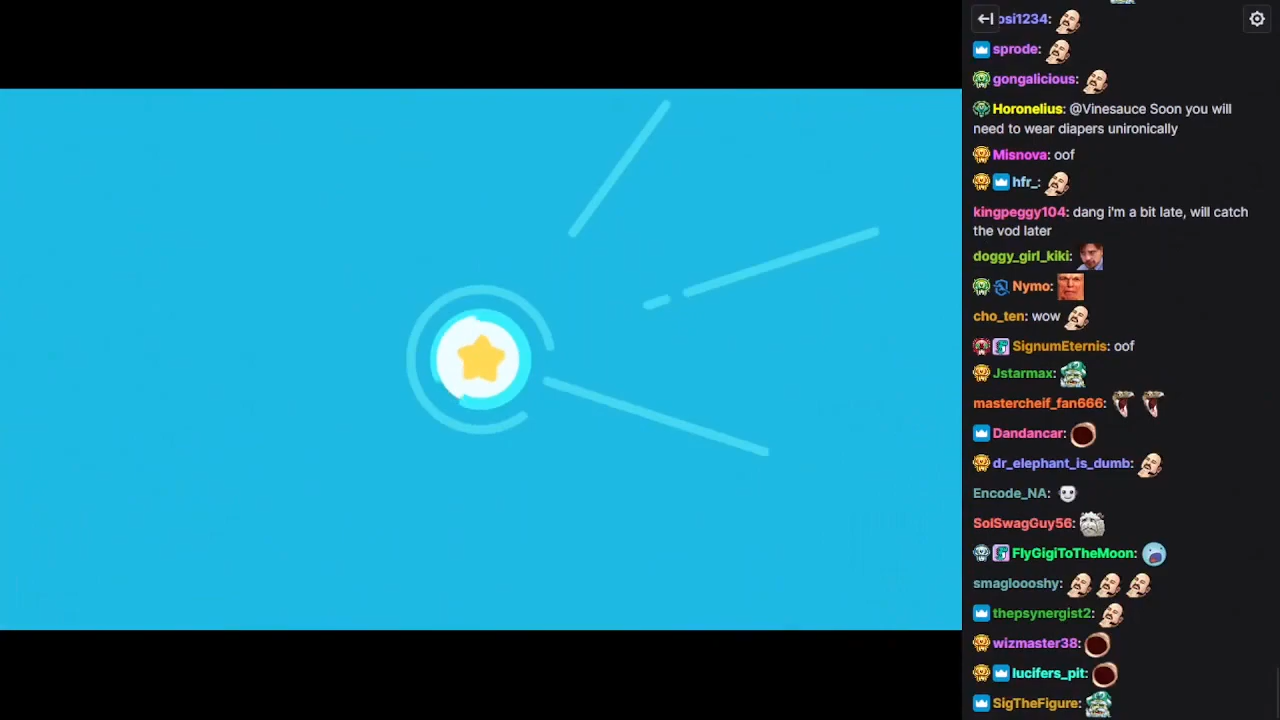 osi1234:
sprode:
gongalicious:
Horonelius: @Vinesauce Soon you will
need to wear diapers unironically
Misnova: oof
hfr_:
kingpeggy104: dang i'm a bit late, will catch
the vod later
doggy_girl_kiki:
Nymo:
cho_ten: wow
SignumEternis: oof
Jstarmax:
mastercheif_fan666:
Dandancar:
dr_elephant_is_dumb:
Encode_NA:
SolSwagGuy56:
FlyGigiToTheMoon:
smagloooshy:
thepsynergist2:
wizmaster38:
lucifers_pit:
SigTheFigure: